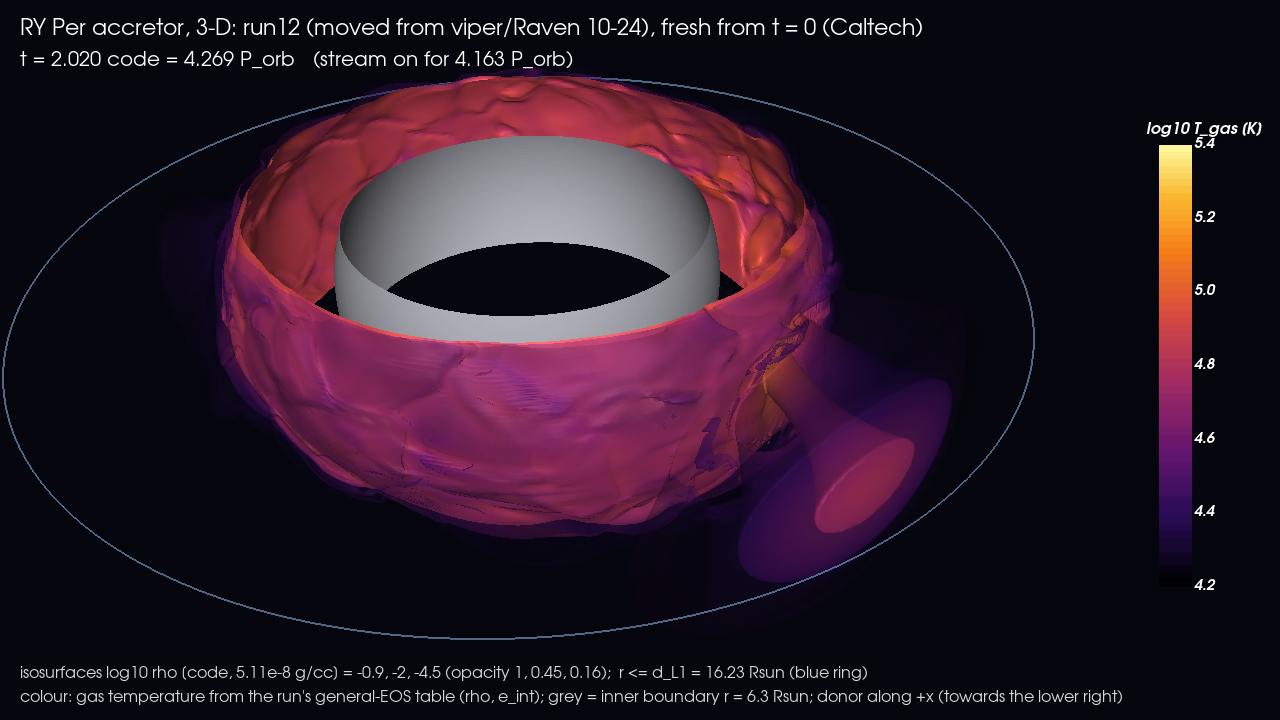 RY Per accretor, 3-D: run12 (moved from viper/Raven 10-24), fresh from t = 0 (Caltech)
t = 2.020 code = 4.269 P_orb (stream on for 4.163 P_orb)
log10 T_gas [K]
5.4
5.2
5.0
4.8
4.6
4.4
4.2
isosurfaces log10 rho [code, 5.11e-8 g/cc] = -0.9, -2, -4.5 (opacity 1, 0.45, 0.16); r <= d_L1 = 16.23 Rsun (blue ring)
colour: gas temperature from the run's general-EOS table (rho, e_int); grey = inner boundary r = 6.3 Rsun; donor along +x (towards the lower right)